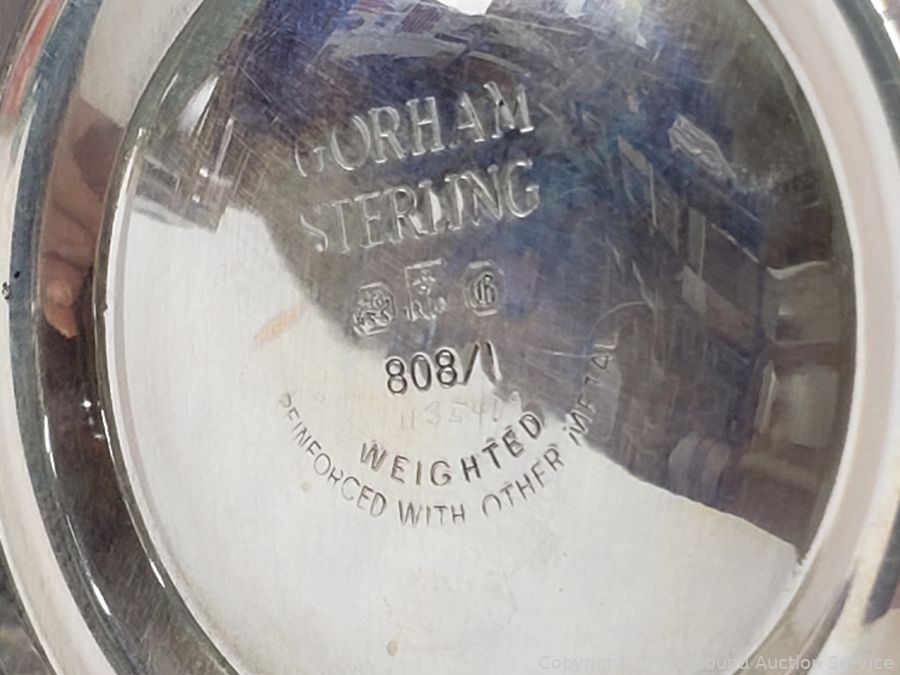 GORHAM
STERLING
808/1
WEIGHTED
REINFORCED WITH OTHER METAL
Sound Auction Service
Copyright